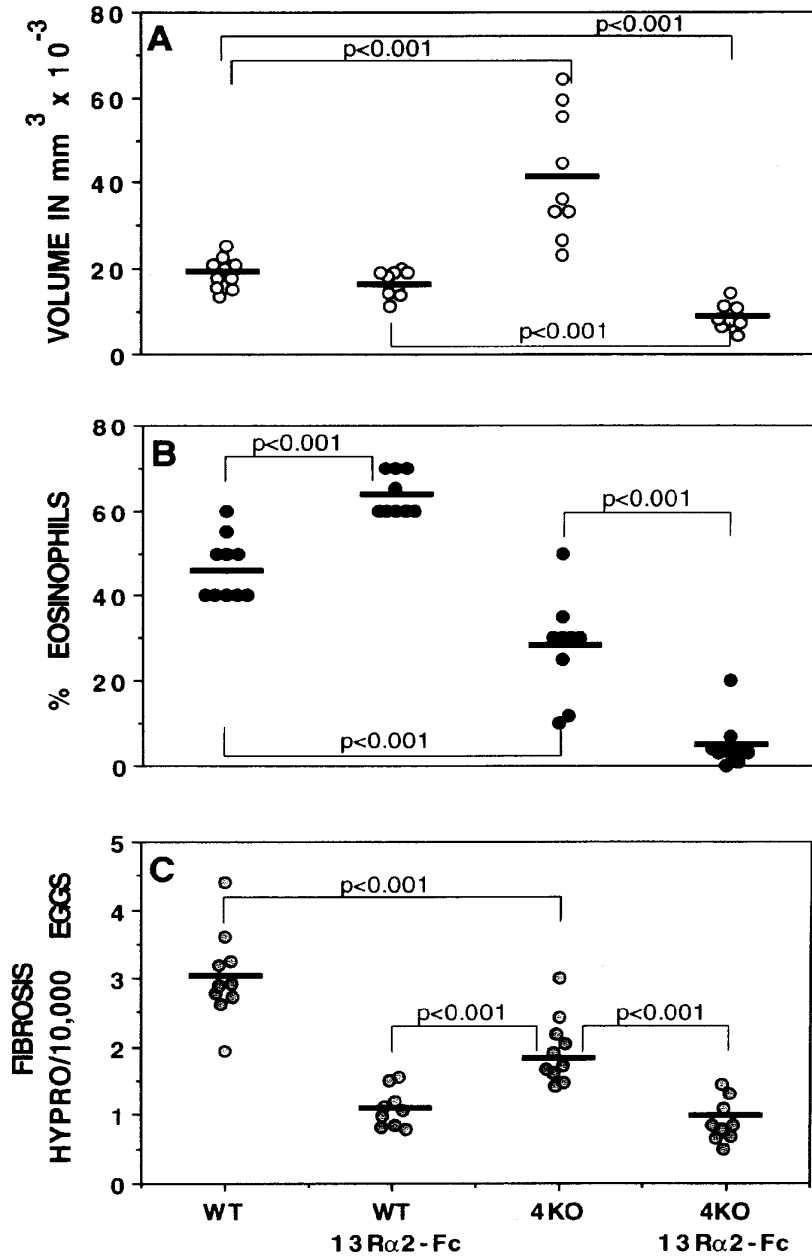 A
VOLUME IN mm3 x 10-3
80
60
40
20
0
p<0.001
p<0.001
p<0.001
B
% EOSINOPHILS
80
60
40
20
0
p<0.001
p<0.001
p<0.001
C
FIBROSIS
HYPRO/10,000 EGGS
5
4
3
2
1
0
p<0.001
p<0.001
p<0.001
WT
WT
13Rα2-Fc
4KO
4KO
13Rα2-Fc